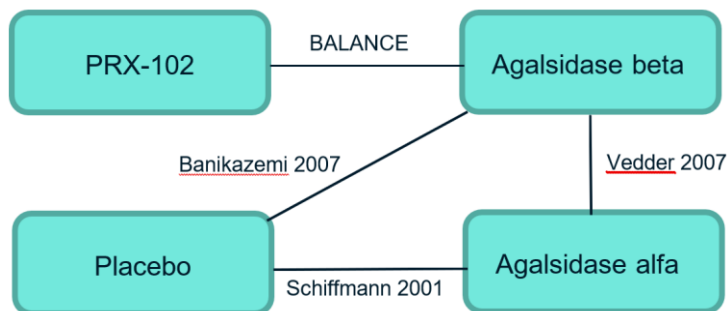 BALANCE
PRX-102
Agalsidase beta
Banikazemi 2007
Vedder 2007
Placebo
Agalsidase alfa
Schiffmann 2001